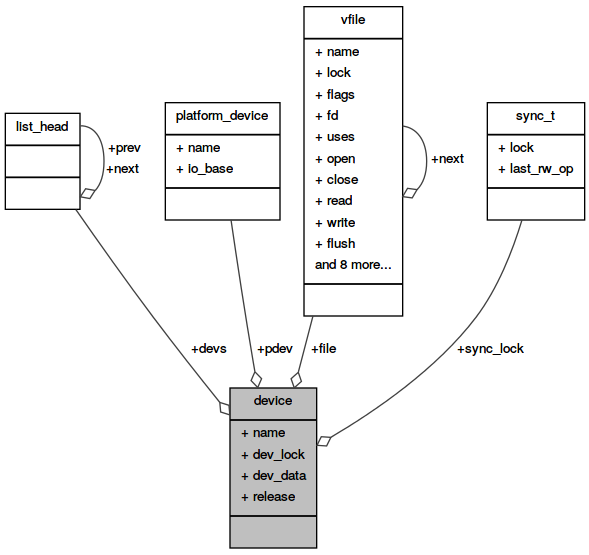 vfile
+ name
+ lock
+ flags
+ fd
+ uses
+ open
+ close
+ read
+ write
+ flush
and 8 more...
list_head
+prev
+next
platform_device
+ name
+ lo_base
+next
sync_t
+ lock
+ last_rw_op
+devs
+pdev
+file
+sync_lock
device
+ name
+ dev_lock
+ dev_data
+ release